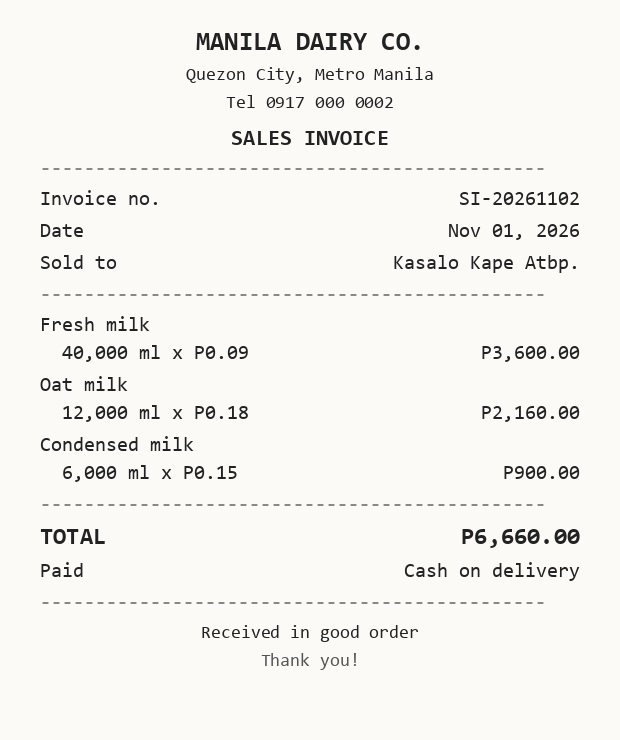 MANILA DAIRY CO.
Quezon City, Metro Manila
Tel 0917 000 0002
SALES INVOICE
----------------------------------------------
Invoice no. SI-20261102
Date Nov 01, 2026
Sold to Kasalo Kape Atbp.
----------------------------------------------
Fresh milk
40,000 ml x P0.09 P3,600.00
Oat milk
12,000 ml x P0.18 P2,160.00
Condensed milk
6,000 ml x P0.15 P900.00
----------------------------------------------
TOTAL P6,660.00
Paid Cash on delivery
----------------------------------------------
Received in good order
Thank you!